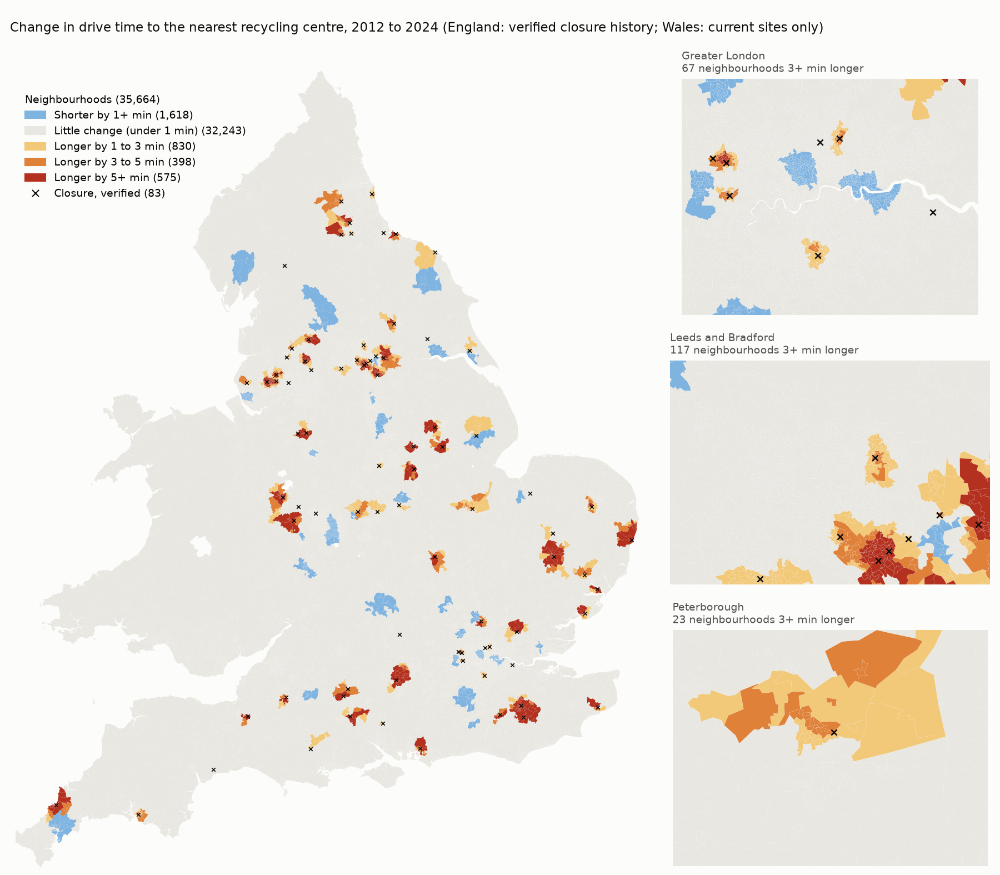 Change in drive time to the nearest recycling centre, 2012 to 2024 (England: verified closure history; Wales: current sites only)
Neighbourhoods (35,664)
Shorter by 1+ min (1,618)
Little change (under 1 min) (32,243)
Longer by 1 to 3 min (830)
Longer by 3 to 5 min (398)
Longer by 5+ min (575)
Closure, verified (83)
Greater London
67 neighbourhoods 3+ min longer
Leeds and Bradford
117 neighbourhoods 3+ min longer
Peterborough
23 neighbourhoods 3+ min longer